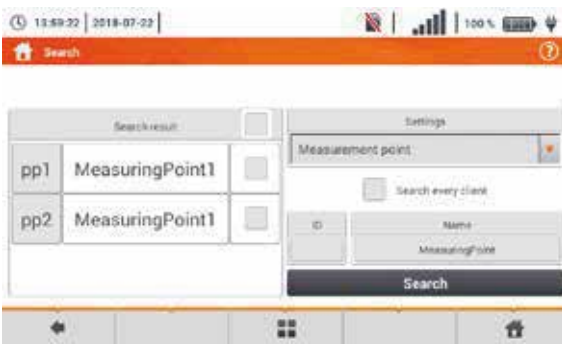 13:59:22 2018-07-22 100 %
Search
Search result
Settings
Measurement point
pp1 MeasuringPoint1
Search every client
pp2 MeasuringPoint1
ID Name
MeasuringPoint
Search